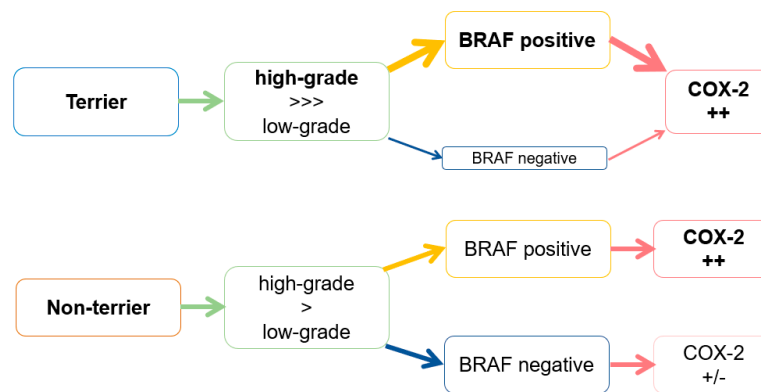 Terrier
high-grade
>>>
low-grade
BRAF positive
BRAF negative
COX-2
++
Non-terrier
high-grade
>
low-grade
BRAF positive
COX-2
++
BRAF negative
COX-2
+/-